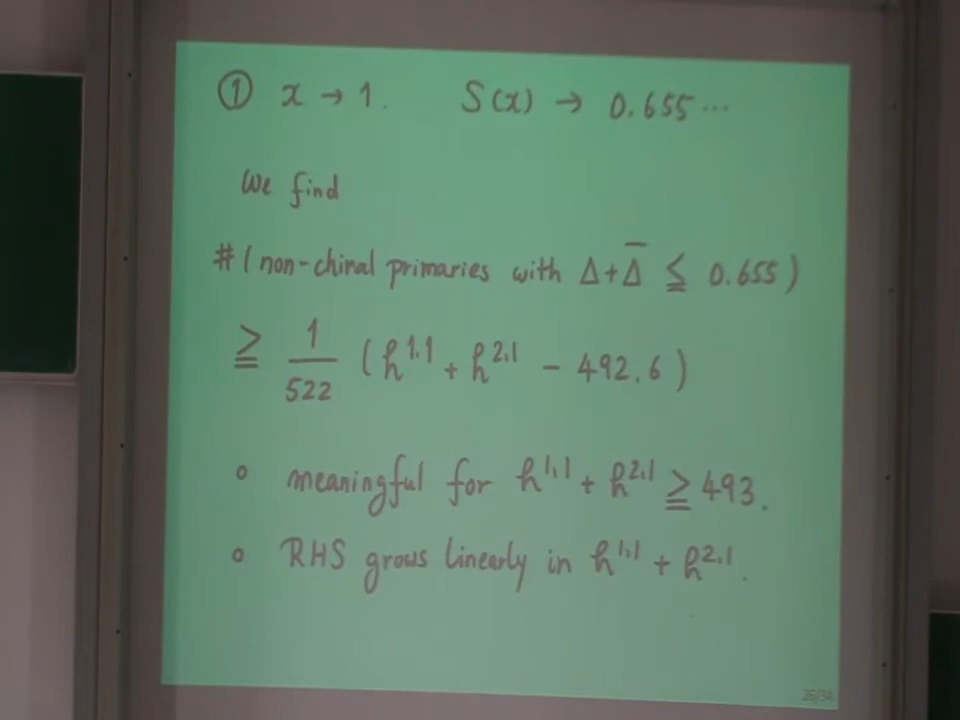 ① x → 1. S(x) → 0.655 ...
We find
# ( non-chiral primaries with Δ + Δ̅ ≦ 0.655 )
≧ 1/522 ( h^{1,1} + h^{2,1} - 492.6 )
○ meaningful for h^{1,1} + h^{2,1} ≧ 493.
○ RHS grows linearly in h^{1,1} + h^{2,1}.